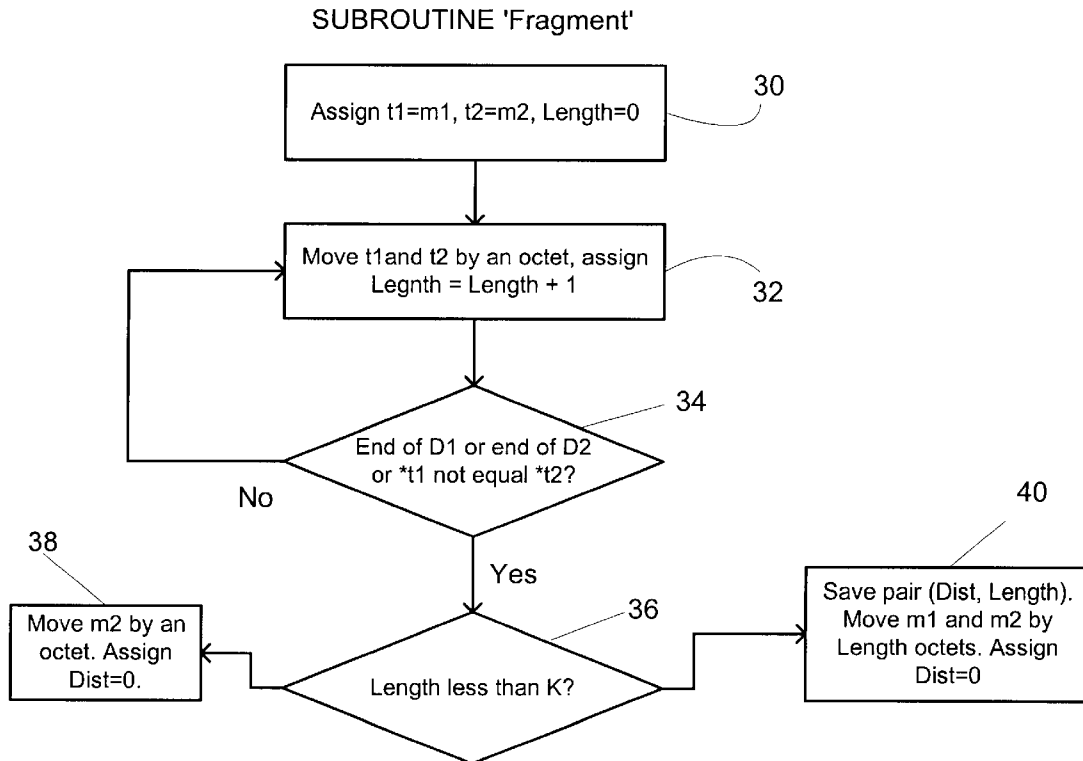 SUBROUTINE 'Fragment'
30
Assign t1=m1, t2=m2, Length=0
Move t1and t2 by an octet, assign
Legnth = Length + 1
32
34
End of D1 or end of D2
or *t1 not equal *t2?
No
Yes
38
Move m2 by an
octet. Assign
Dist=0.
36
Length less than K?
40
Save pair (Dist, Length).
Move m1 and m2 by
Length octets. Assign
Dist=0